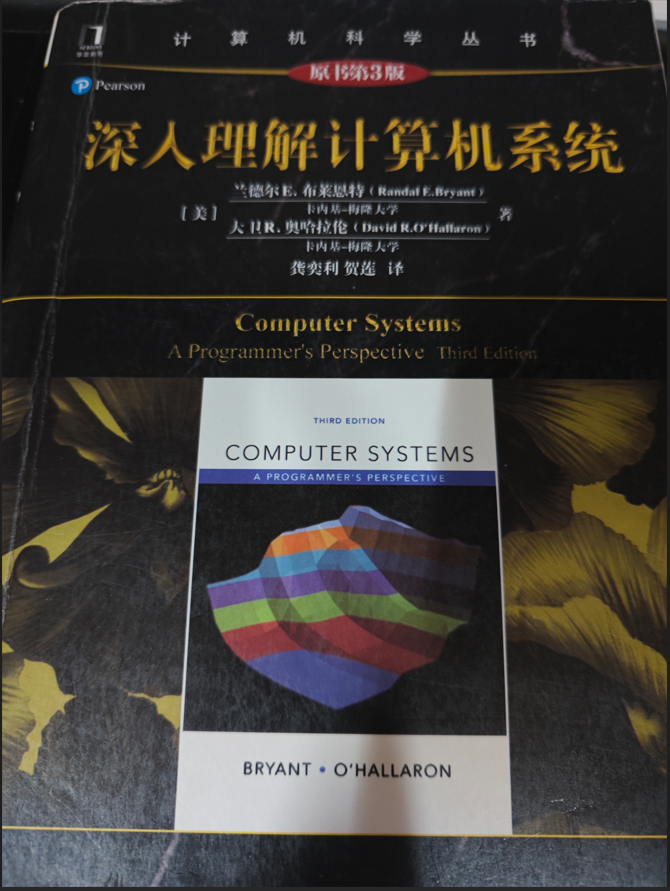 计算机科学丛书
原书第3版
Pearson
深入理解计算机系统
兰德尔 E. 布莱恩特（Randal E.Bryant）
卡内基-梅隆大学
[美] 著
大卫 R. 奥哈拉伦（David R.O'Hallaron）
卡内基-梅隆大学
龚奕利 贺莲 译
Computer Systems
A Programmer's Perspective Third Edition
THIRD EDITION
COMPUTER SYSTEMS
A PROGRAMMER'S PERSPECTIVE
BRYANT • O'HALLARON